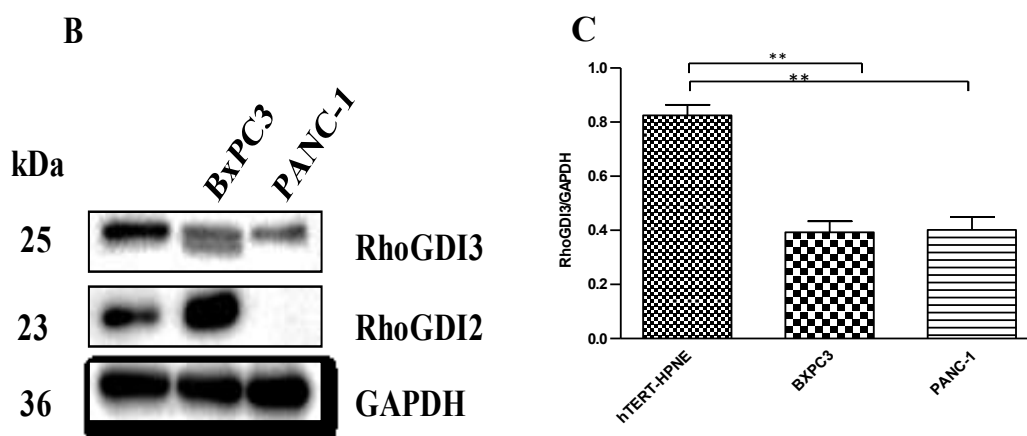 B
kDa
BxPC3
PANC-1
25 RhoGDI3
23 RhoGDI2
36 GAPDH
C
**
**
RhoGDI3/GAPDH
1.0
0.8
0.6
0.4
0.2
0.0
hTERT-HPNE
BXPC3
PANC-1